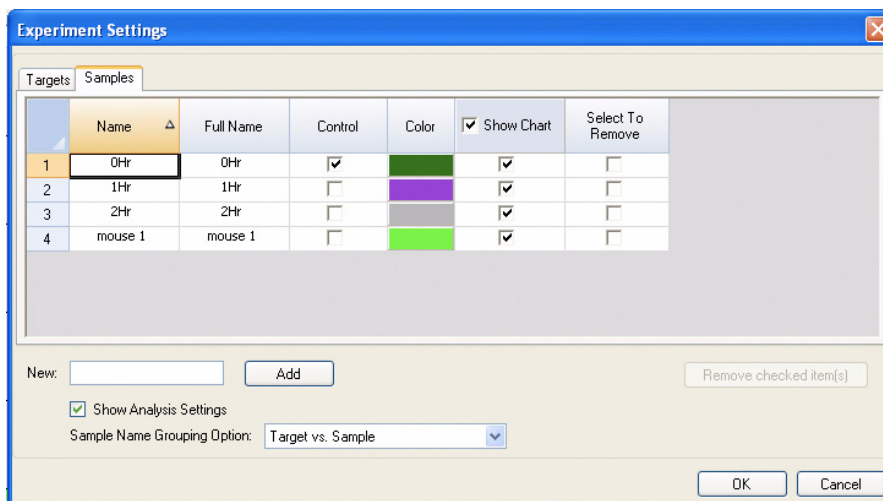 Experiment Settings
Targets Samples
Name Full Name Control Color Show Chart Select To Remove
1 0Hr 0Hr
2 1Hr 1Hr
3 2Hr 2Hr
4 mouse 1 mouse 1
New: Add Remove checked item(s)
Show Analysis Settings
Sample Name Grouping Option: Target vs. Sample
OK Cancel